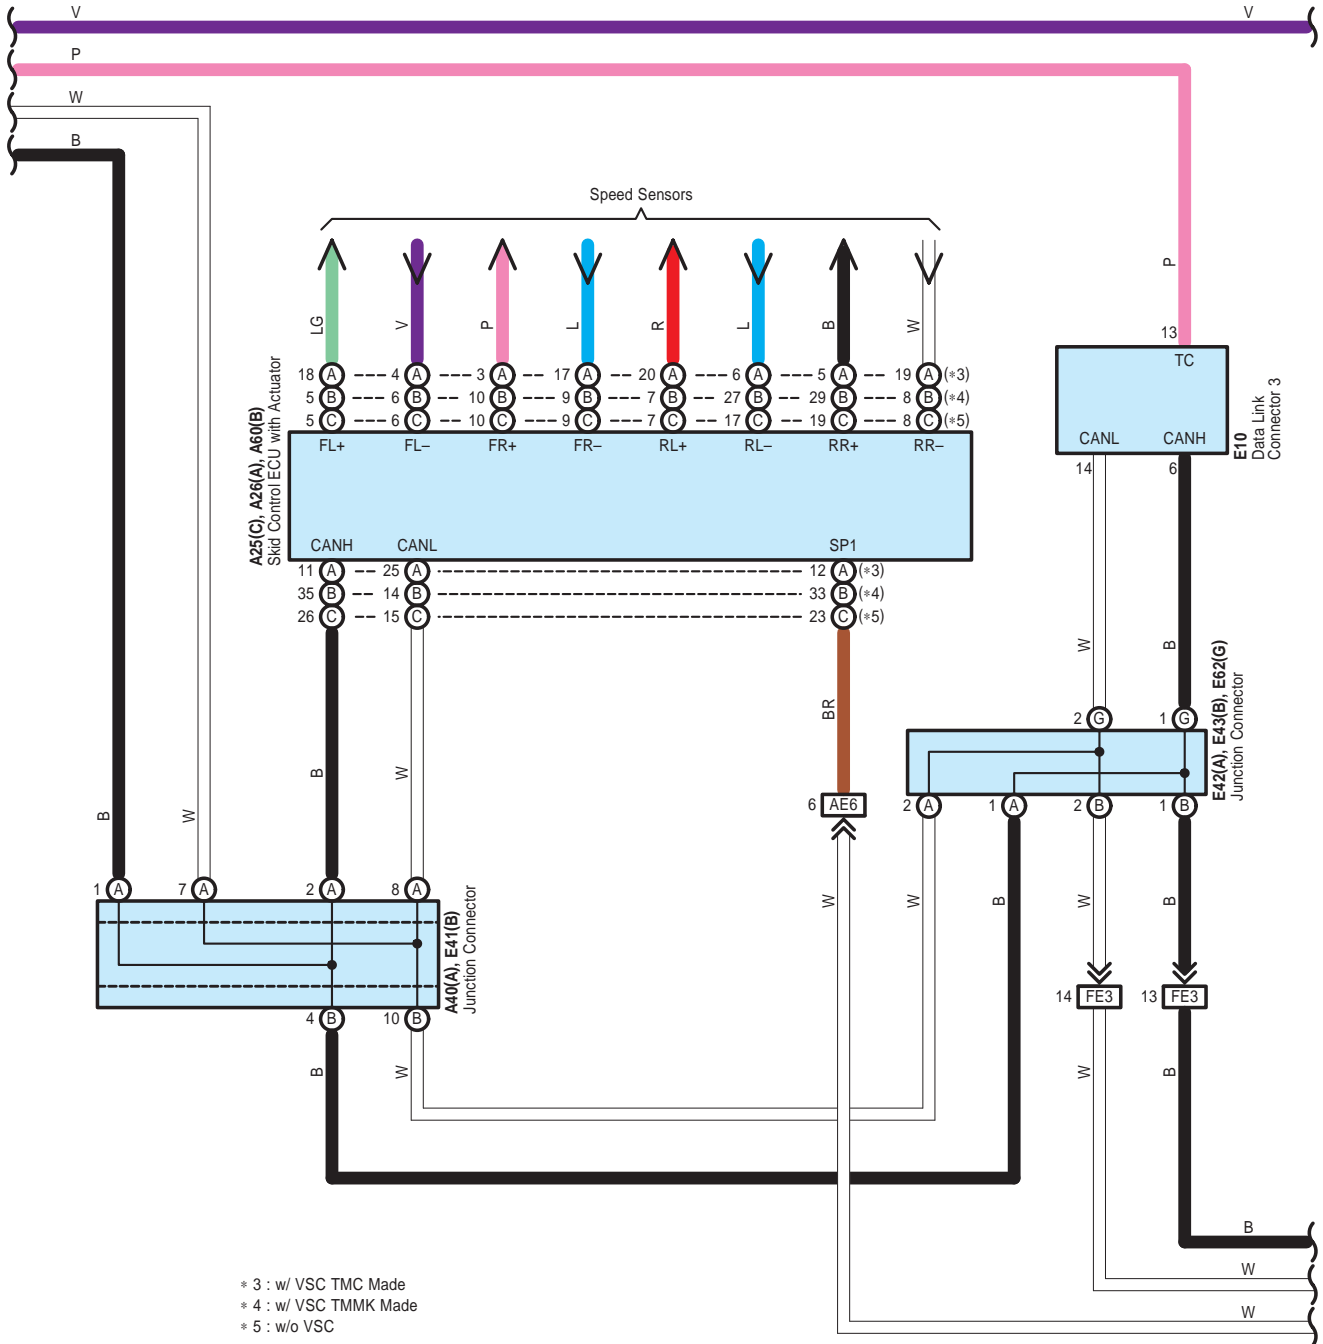 V V
P
W
B
Speed Sensors
LG V P L R L B W
P
13
TC
18 A 4 A 3 A 17 A 20 A 6 A 5 A 19 A (*3)
5 B 6 B 10 B 9 B 7 B 27 B 29 B 8 B (*4)
5 C 6 C 10 C 9 C 7 C 17 C 19 C 8 C (*5)
FL+ FL– FR+ FR– RL+ RL– RR+ RR–
A25(C), A26(A), A60(B)
Skid Control ECU with Actuator
CANL CANH
14 6
E10
Data Link
Connector 3
CANH CANL SP1
11 A 25 A 12 A (*3)
35 B 14 B 33 B (*4)
26 C 15 C 23 C (*5)
W B
BR
2 G 1 G
E42(A), E43(B), E62(G)
Junction Connector
B W
B W
6 AE6
2 A 1 A 2 B 1 B
1 A 7 A 2 A 8 A
W W B W B
A40(A), E41(B)
Junction Connector
14 FE3 13 FE3
4 B 10 B
B W W B
B
W
W
* 3 : w/ VSC TMC Made
* 4 : w/ VSC TMMK Made
* 5 : w/o VSC